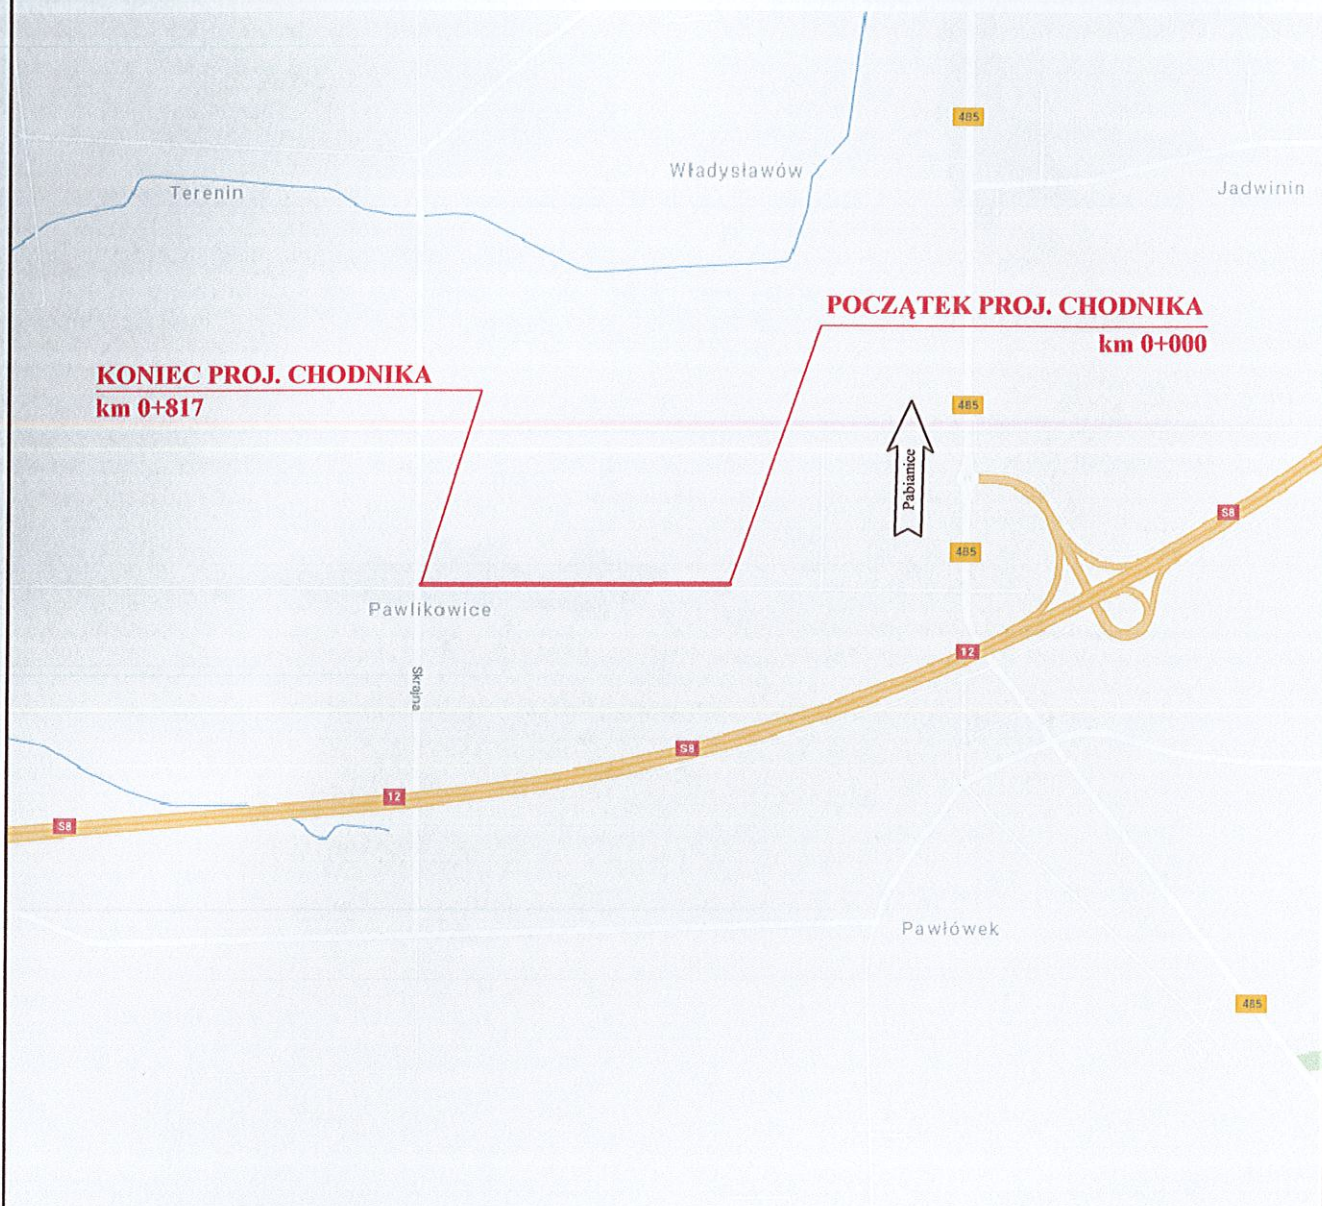 485
Władysławów
Terenin
Jadwinin
POCZĄTEK PROJ. CHODNIKA
km 0+000
KONIEC PROJ. CHODNIKA
km 0+817
485
Pabianice
S8
485
Pawlikowice
12
Skrajna
S8
12
S8
Pawłówek
485